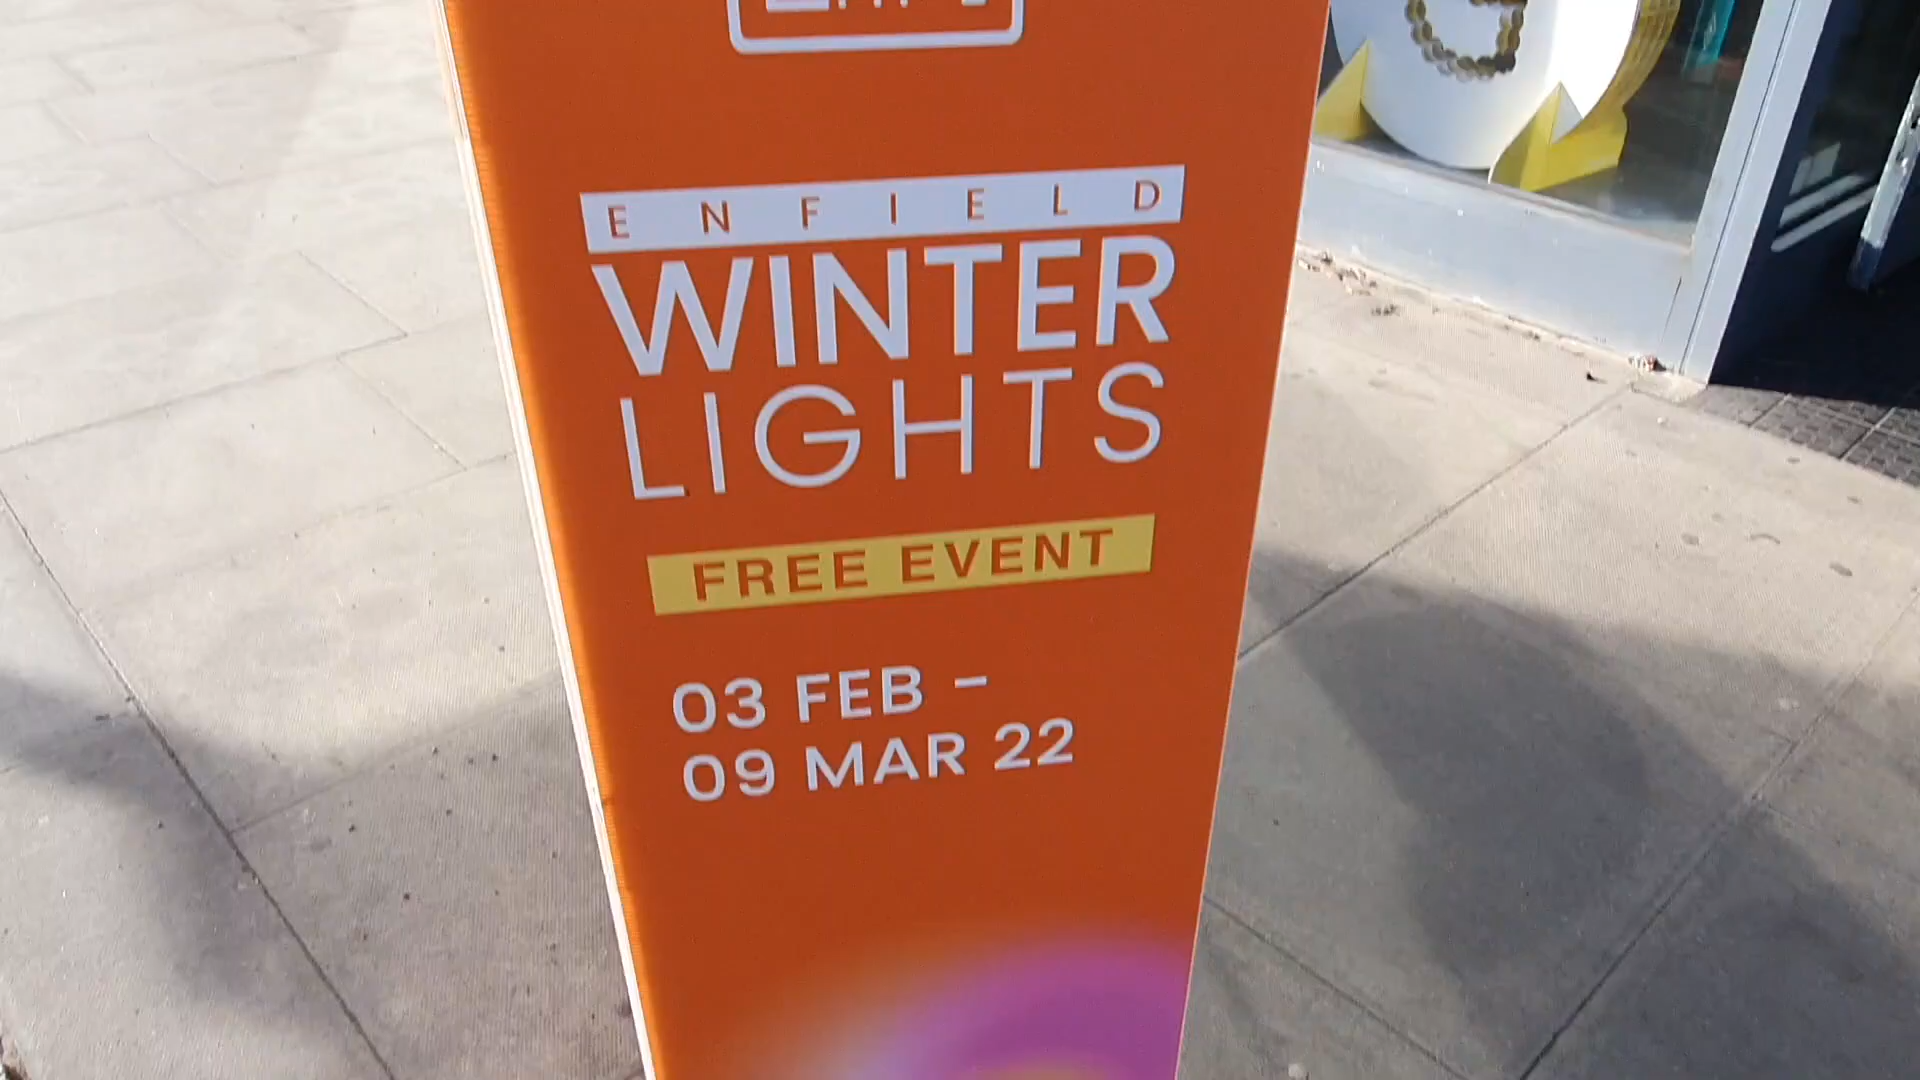 ENFIELD
WINTER
LIGHTS
FREE EVENT
03 FEB –
09 MAR 22